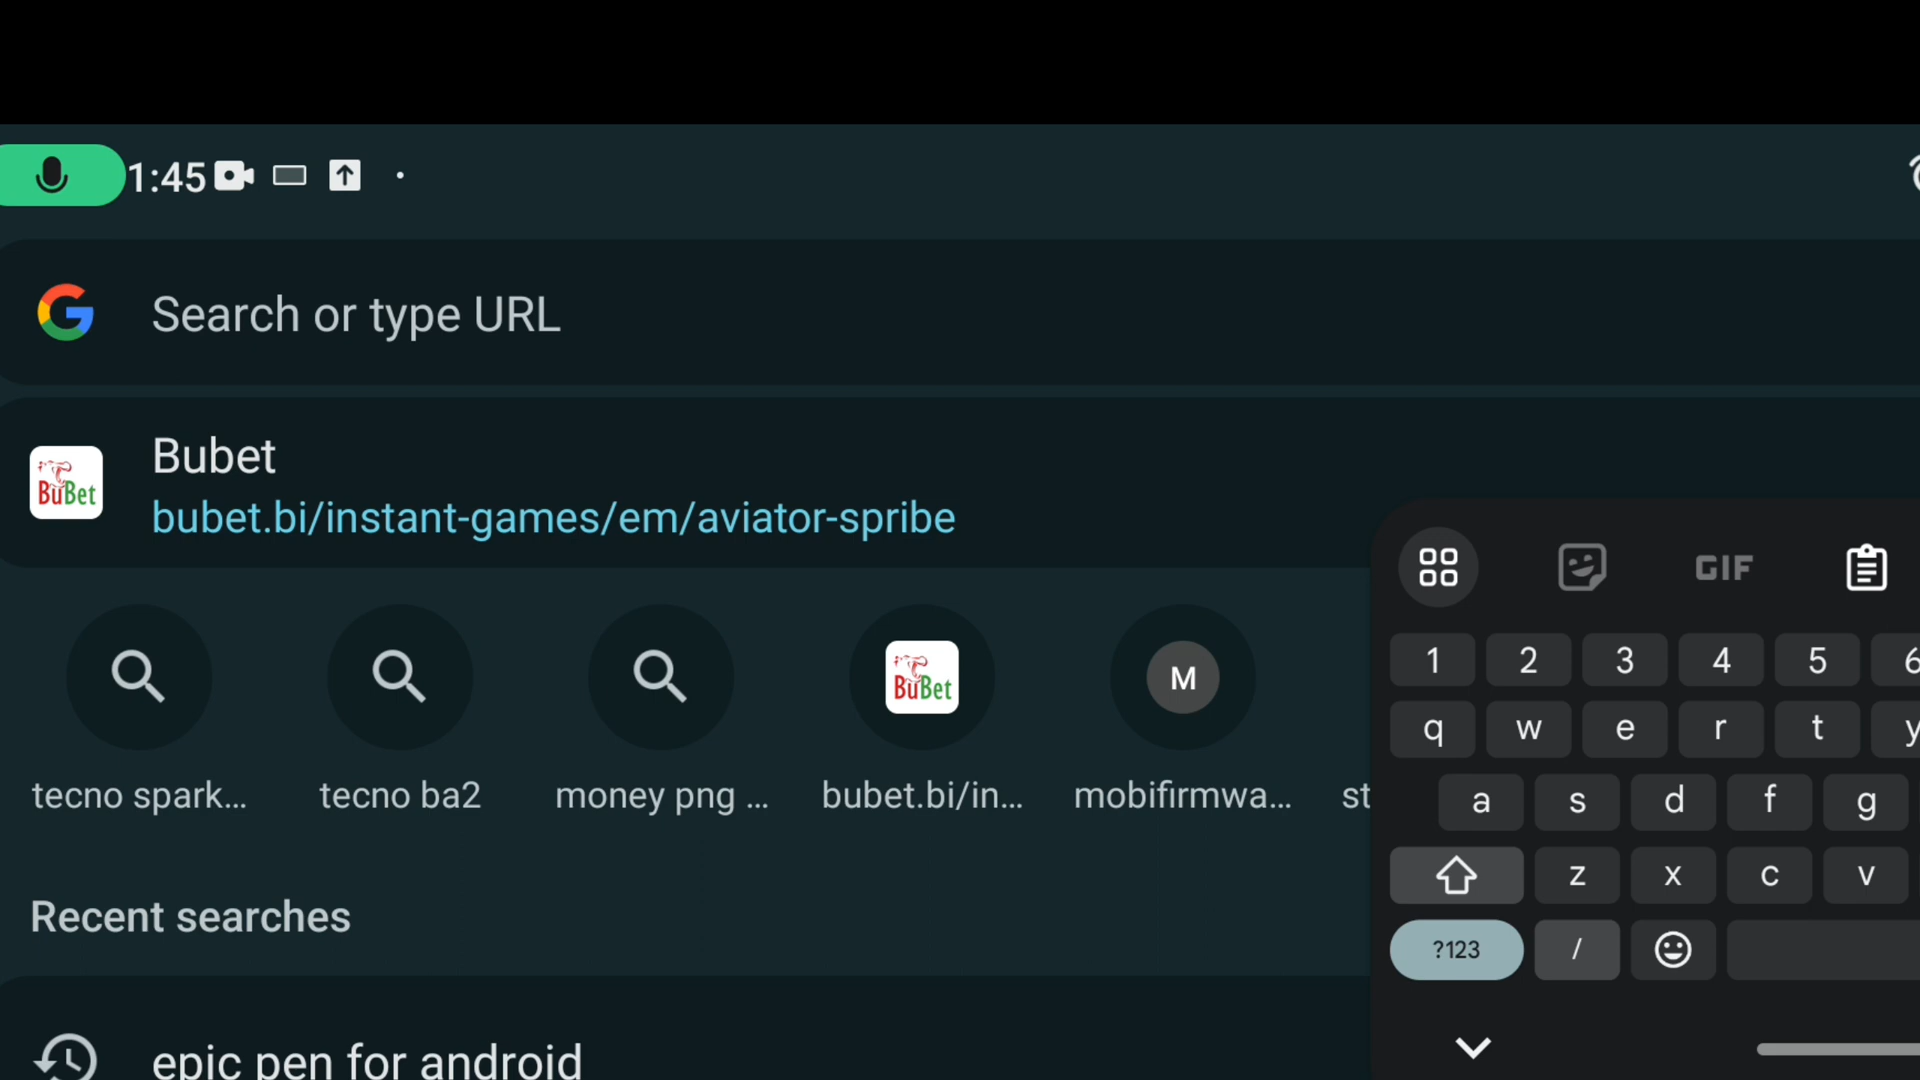 1:45
Search or type URL
BuBet
Bubet
bubet.bi/instant-games/em/aviator-spribe
GIF
BuBet
M
tecno spark...
tecno ba2
money png ...
bubet.bi/in...
mobifirmwa...
st
1 2 3 4 5 6
q w e r t y
a s d f g
z x c v
?123 /
Recent searches
epic pen for android